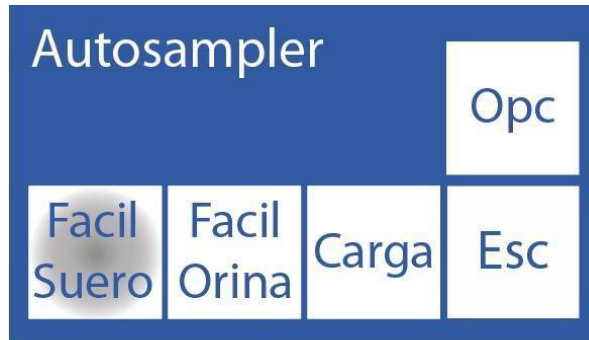 Autosampler
Opc
Facil
Suero
Facil
Orina
Carga
Esc